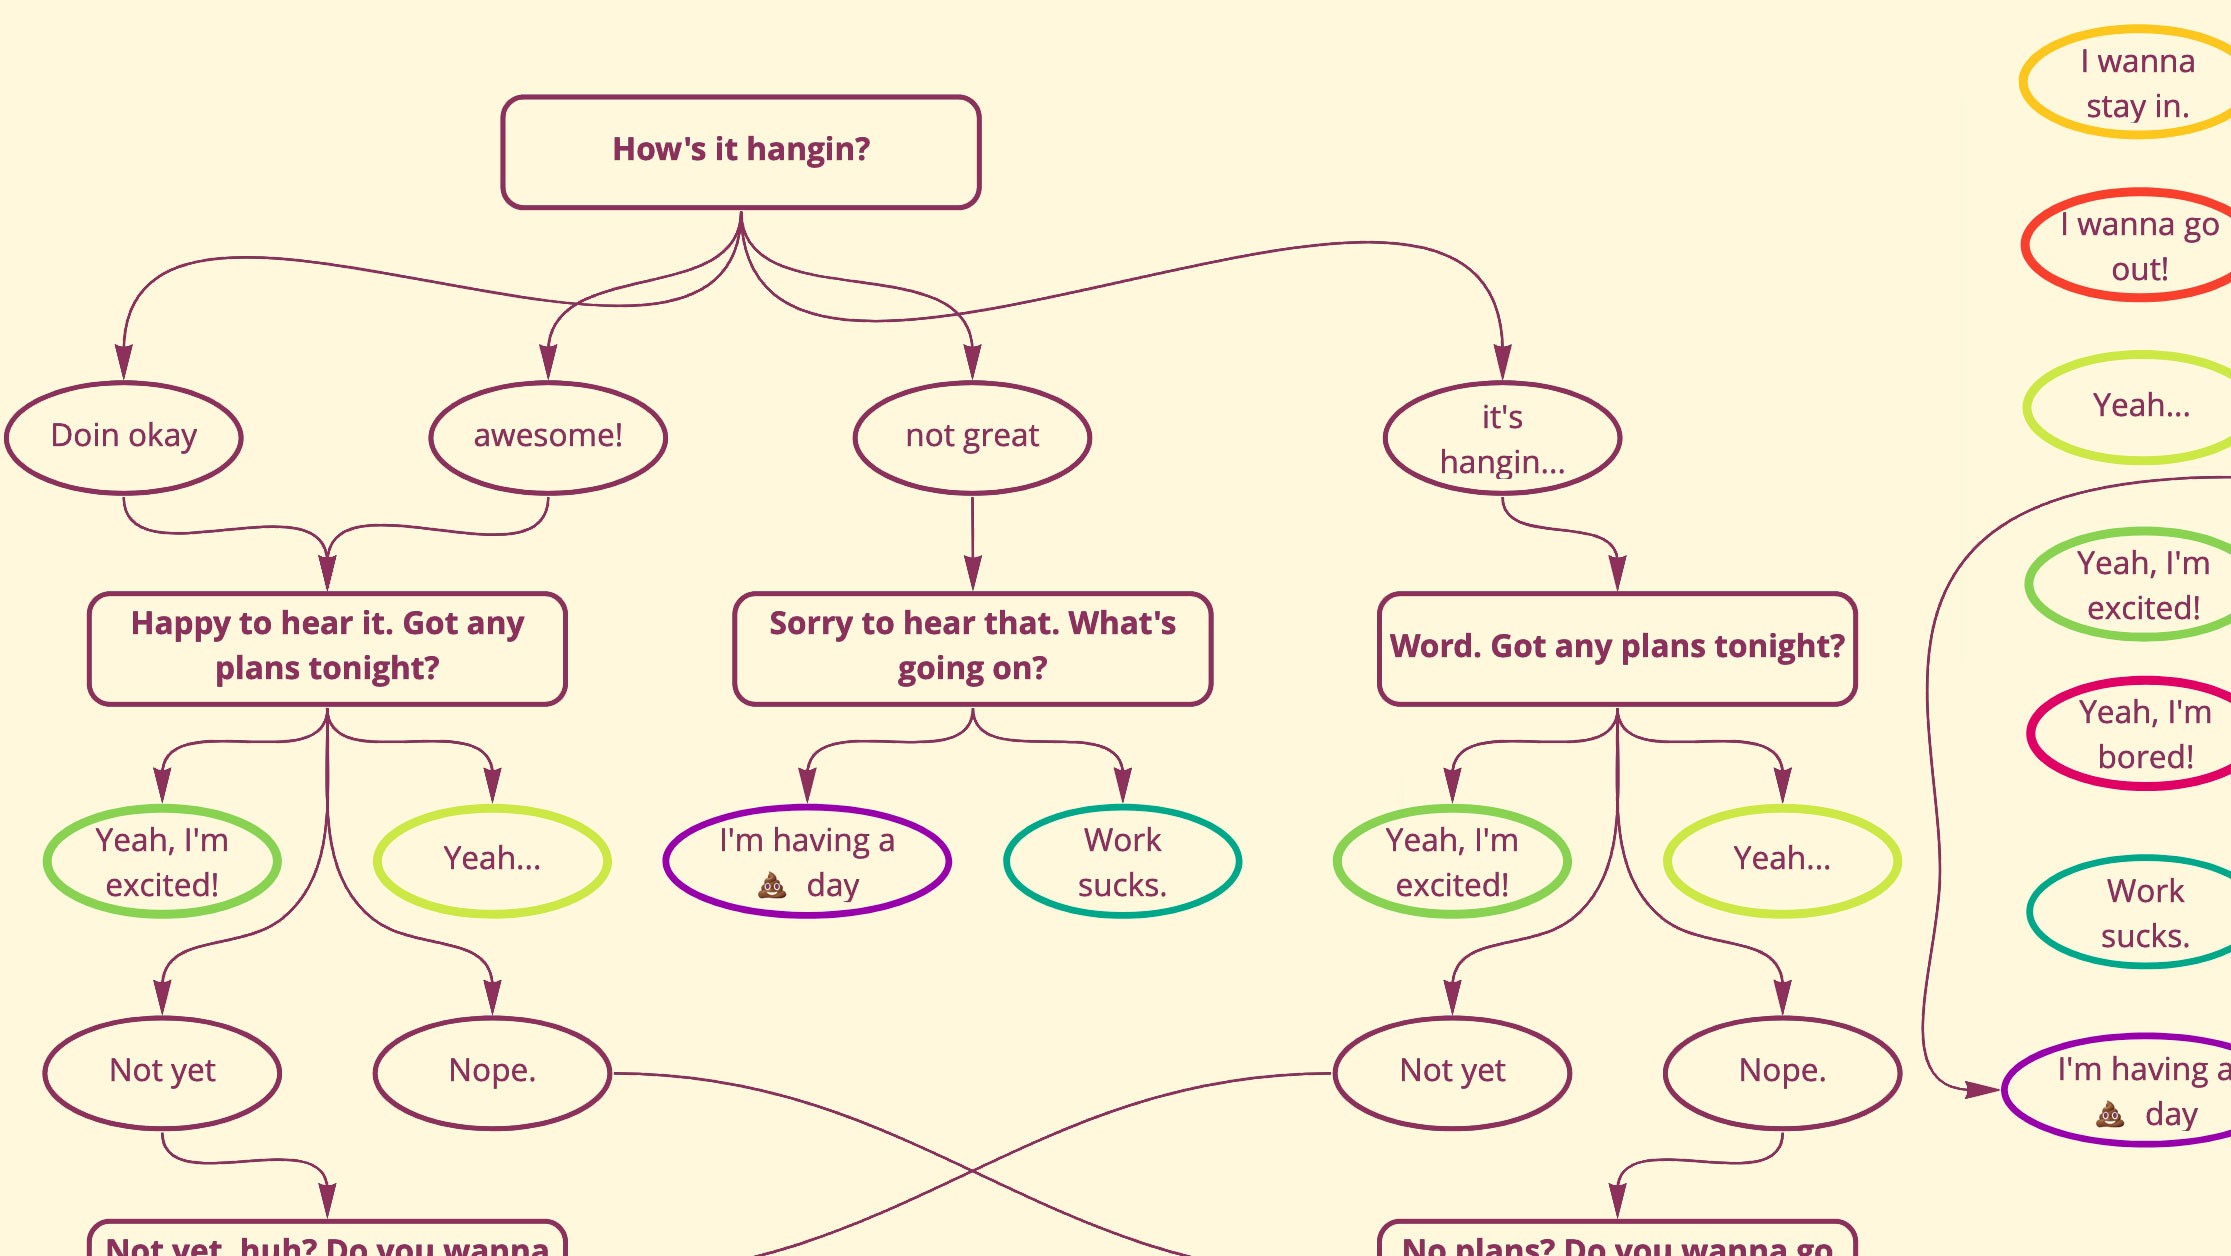 How's it hangin?
Doin okay
awesome!
not great
it's
hangin...
Happy to hear it. Got any
plans tonight?
Sorry to hear that. What's
going on?
Word. Got any plans tonight?
Yeah, I'm
excited!
Yeah...
I'm having a
💩 day
Work
sucks.
Yeah, I'm
excited!
Yeah...
Not yet
Nope.
Not yet
Nope.
Not yet, huh? Do you wanna
No plans? Do you wanna go
I wanna
stay in.
I wanna go
out!
Yeah...
Yeah, I'm
excited!
Yeah, I'm
bored!
Work
sucks.
I'm having a
💩 day